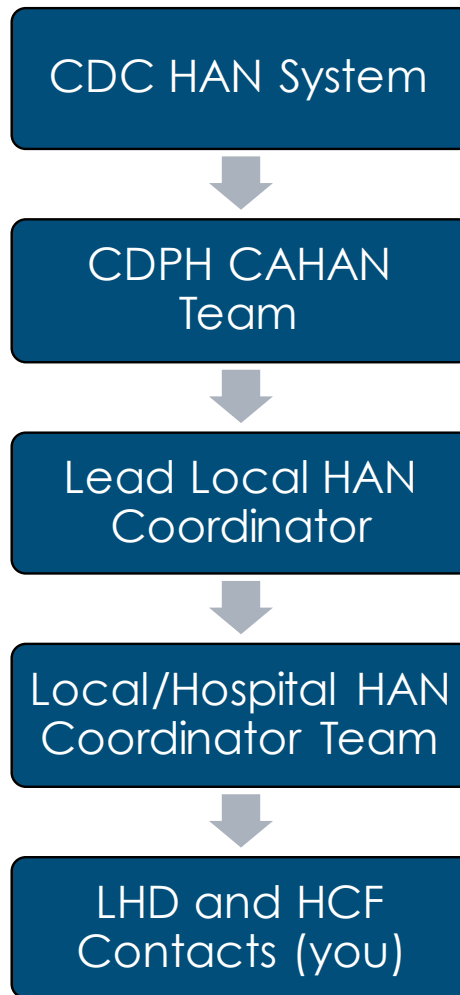 CDC HAN System
CDPH CAHAN
Team
Lead Local HAN
Coordinator
Local/Hospital HAN
Coordinator Team
LHD and HCF
Contacts (you)